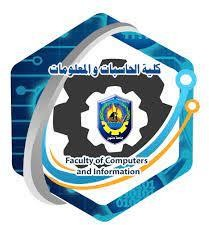 كلية الحاسبات و المعلومات
Faculty of Computers
and Information